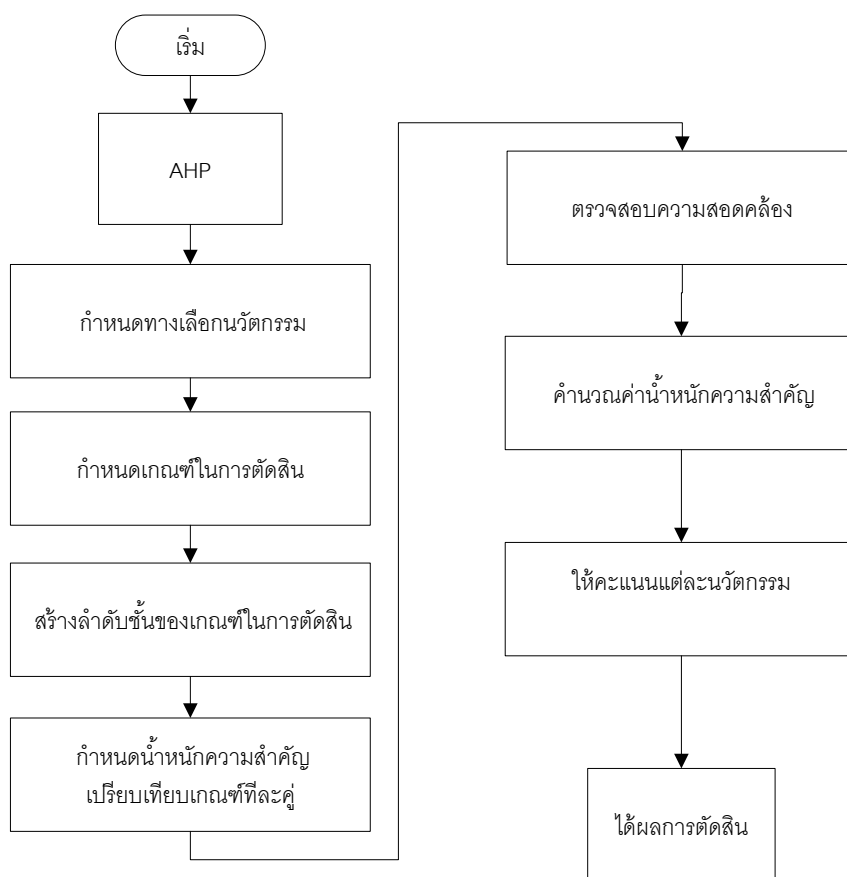 เริ่ม
AHP
กำหนดทางเลือกนวัตกรรม
กำหนดเกณฑ์ในการตัดสิน
สร้างลำดับชั้นของเกณฑ์ในการตัดสิน
กำหนดน้ำหนักความสำคัญ
เปรียบเทียบเกณฑ์ทีละคู่
ตรวจสอบความสอดคล้อง
คำนวณค่าน้ำหนักความสำคัญ
ให้คะแนนแต่ละนวัตกรรม
ได้ผลการตัดสิน